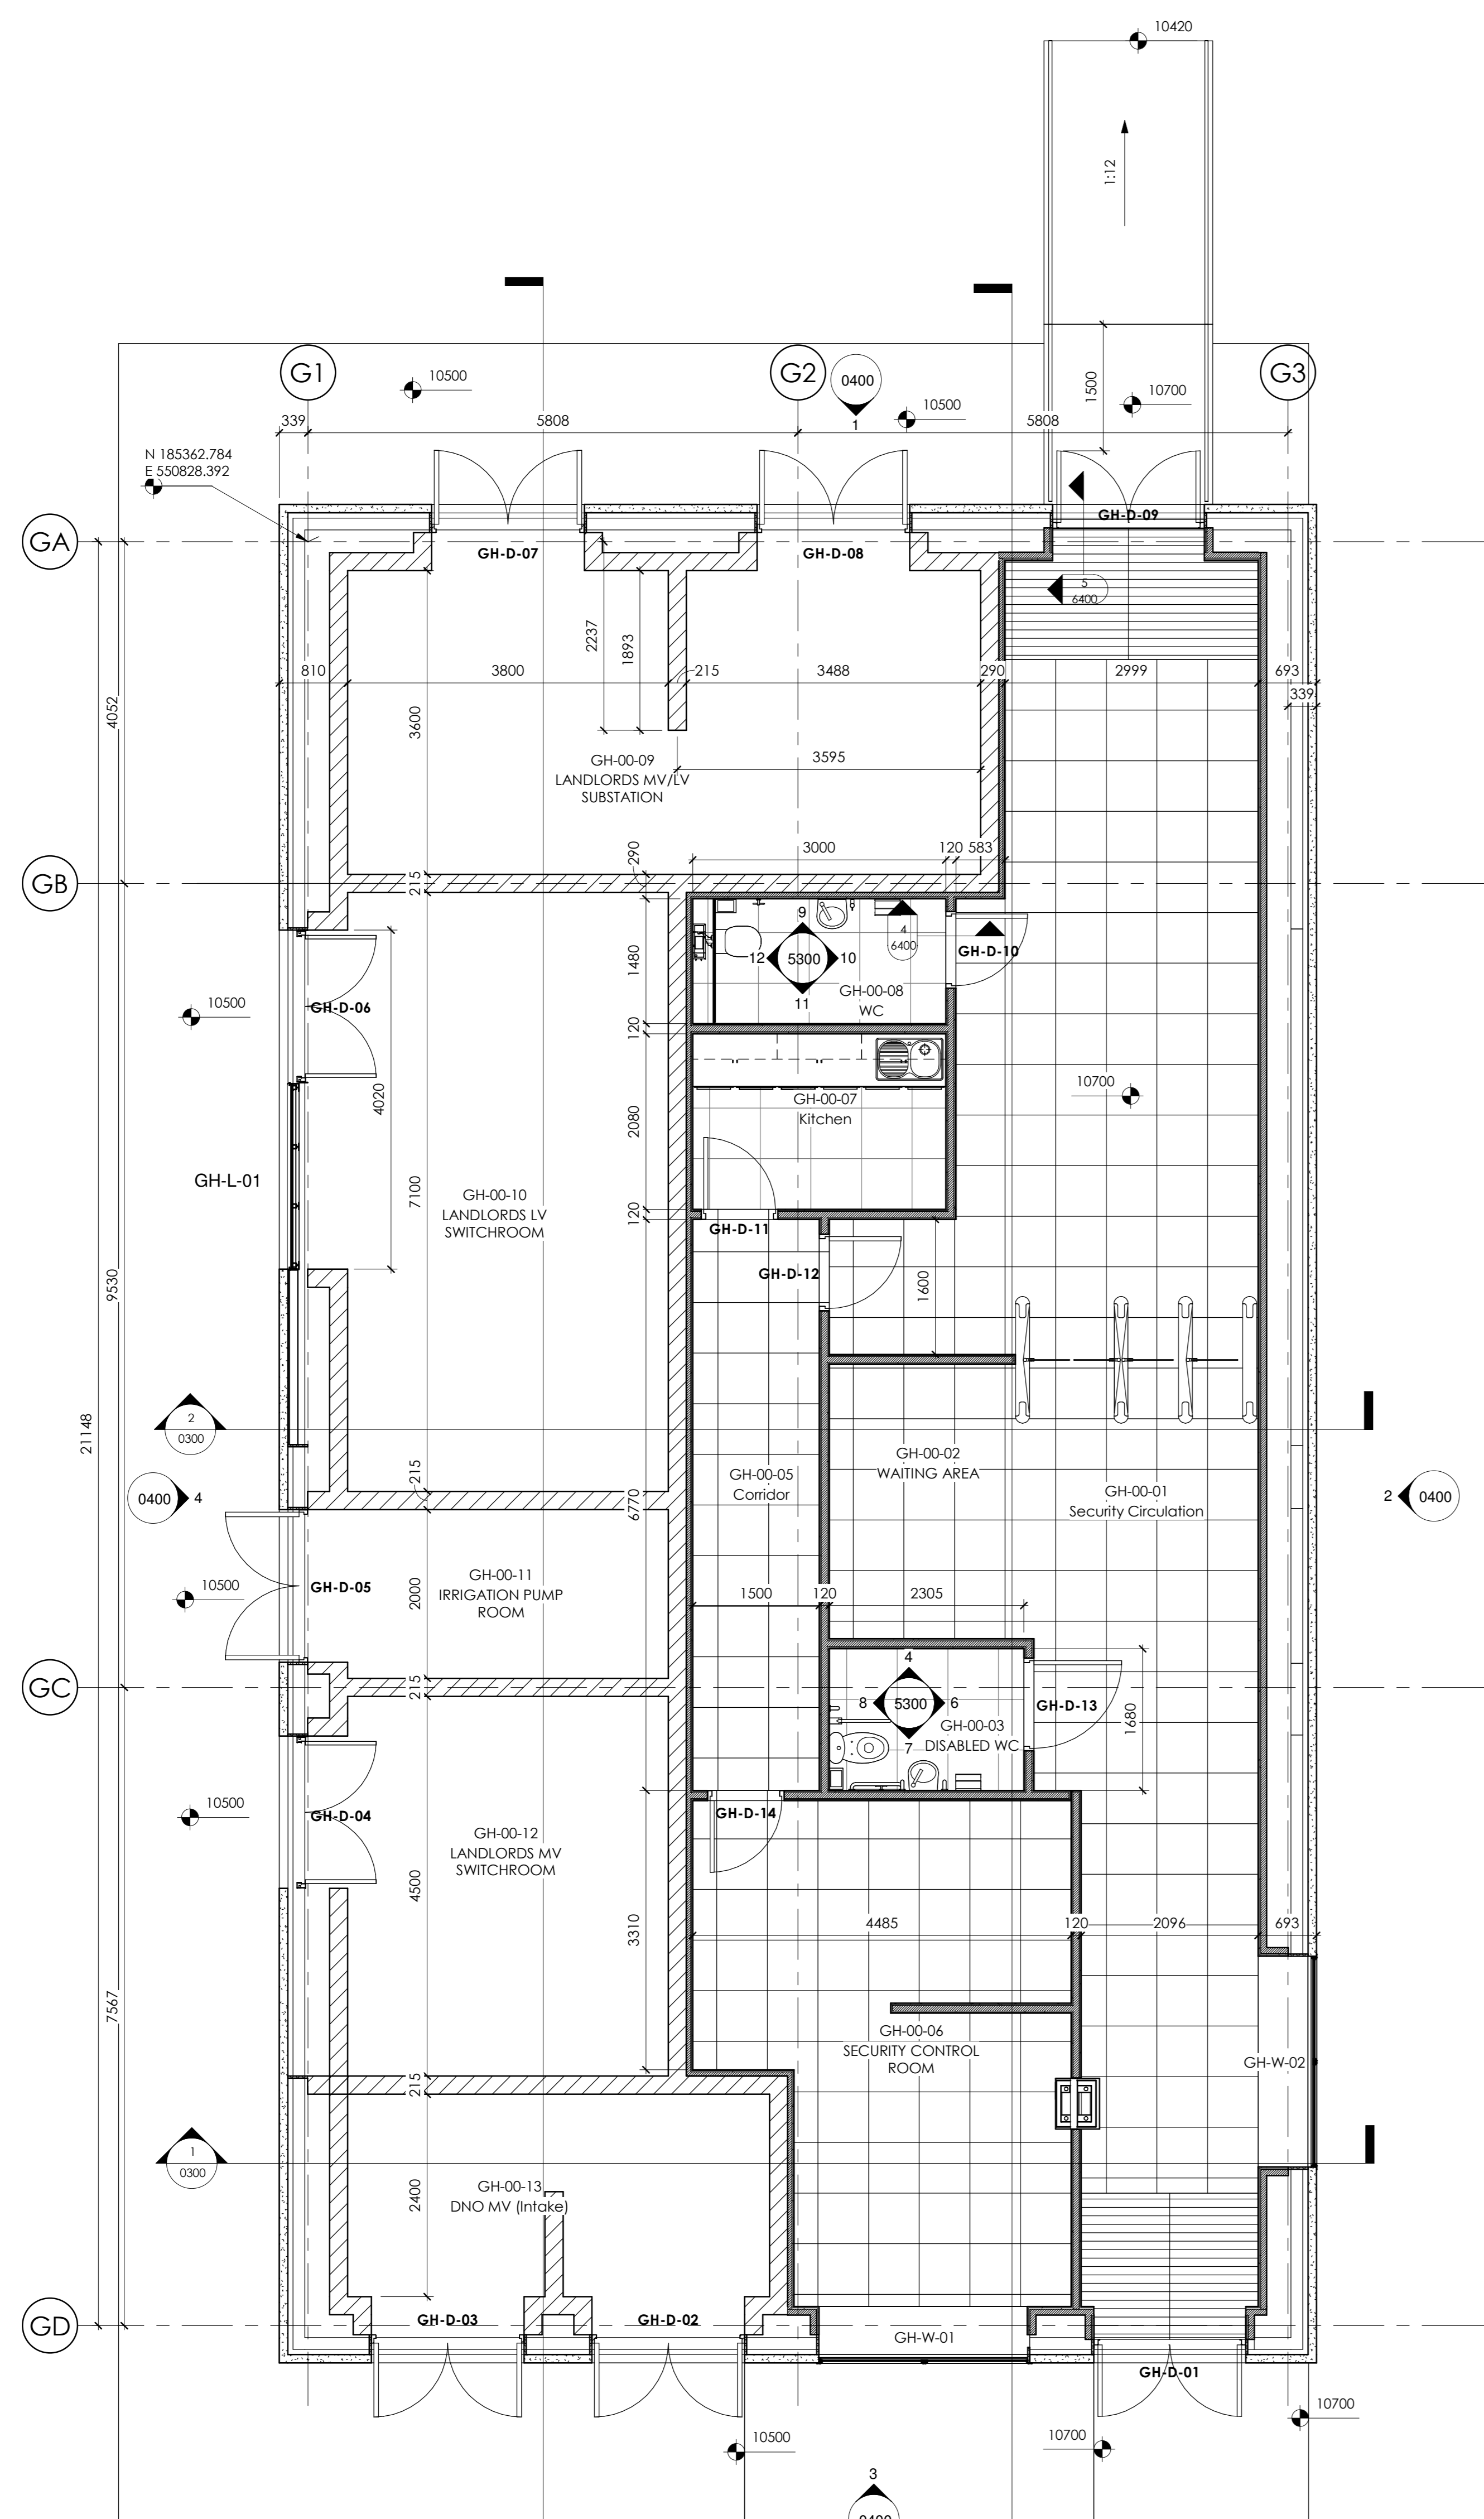 10420
1:12
G1
G2
G3
0400
1
10500
10500
10700
1500
339
5808
5808
N 185362.784
E 550828.392
GA
GH-D-07
GH-D-08
GH-D-09
5
6400
2237
1893
810
3800
215
3488
290
2999
693
339
4052
3600
3595
GH-00-09
LANDLORDS MV/LV
SUBSTATION
290
3000
120
583
GB
215
9
12
5300
10
11
4
6400
GH-D-10
1480
GH-00-08
WC
10500
GH-D-06
120
4020
10700
GH-00-07
Kitchen
2080
GH-L-01
7100
GH-00-10
LANDLORDS LV
SWITCHROOM
120
GH-D-11
GH-D-12
1600
9530
21148
2
0300
0400
4
215
6770
GH-00-02
WAITING AREA
GH-00-05
Corridor
GH-00-01
Security Circulation
2
0400
10500
GH-D-05
2000
GH-00-11
IRRIGATION PUMP
ROOM
1500
120
2305
GC
215
4
8
5300
6
7
GH-D-13
GH-00-03
DISABLED WC
1680
10500
GH-D-04
GH-D-14
GH-00-12
LANDLORDS MV
SWITCHROOM
4500
3310
4485
120
2096
693
7567
GH-00-06
SECURITY CONTROL
ROOM
GH-W-02
215
1
0300
2400
GH-00-13
DNO MV (Intake)
GD
GH-D-03
GH-D-02
GH-W-01
GH-D-01
10700
10500
10700
3
0400